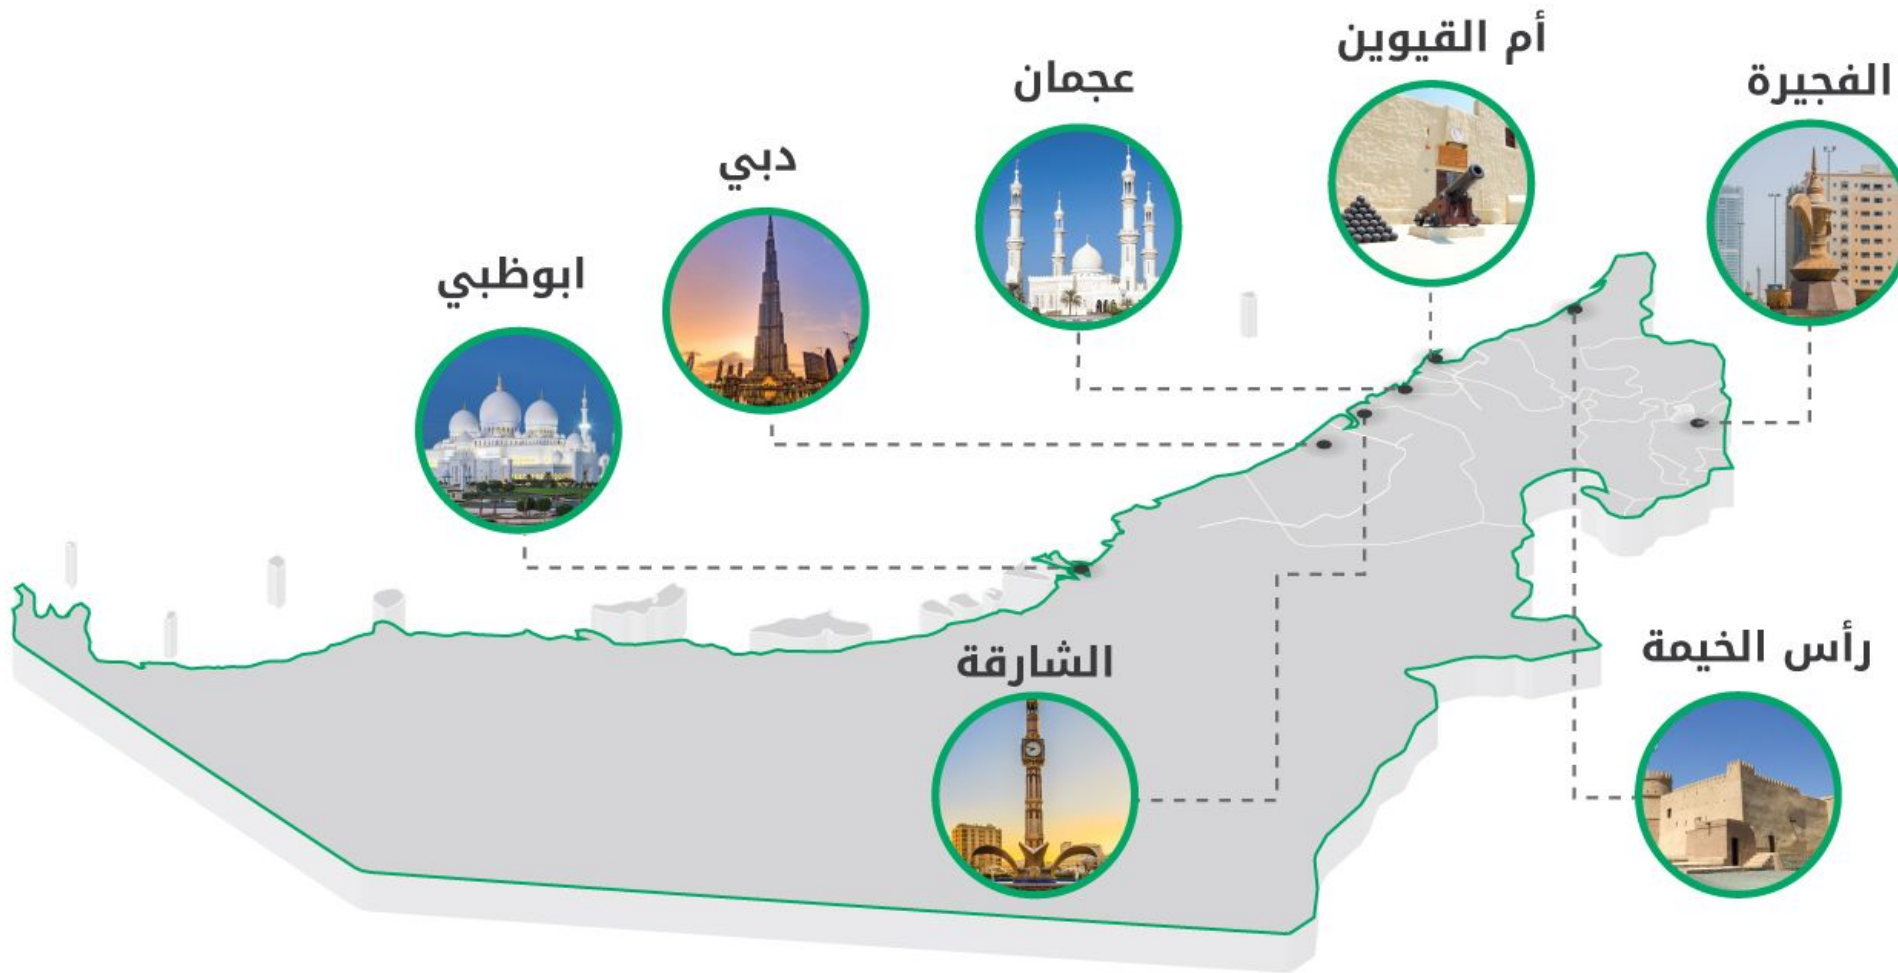 أم القيوين
الفجيرة
عجمان
دبي
ابوظبي
رأس الخيمة
الشارقة